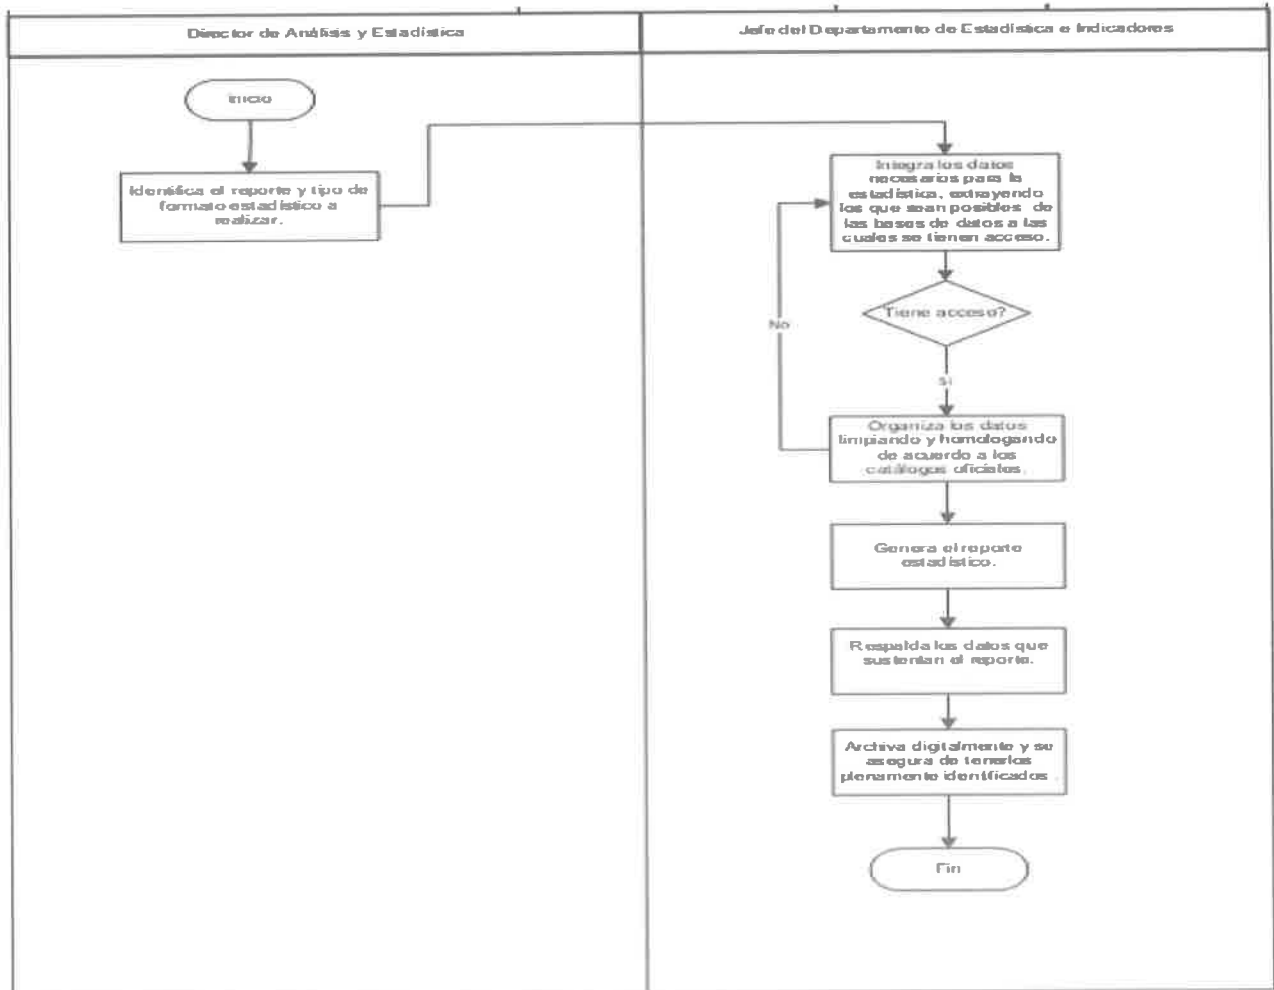 Director de Análisis y Estadística
Jefe del Departamento de Estadística e Indicadores
Inicio
Identifica el reporte y tipo de
formato estadístico a
realizar.
Integra los datos
necesarios para la
estadística, extrayendo
los que sean posibles de
las bases de datos a las
cuales se tienen acceso.
Tiene acceso?
No
Si
Organiza los datos
limpiando y homologando
de acuerdo a los
catálogos oficiales.
Genera el reporte
estadístico.
Respalda los datos que
sustentan el reporte.
Archiva digitalmente y se
asegura de tenerlos
plenamente identificados.
Fin